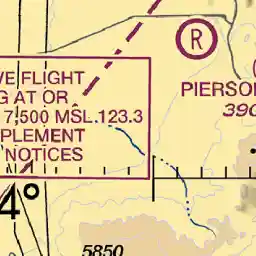 R
VE FLIGHT
G AT OR
7,500 MSL.123.3
PLEMENT
NOTICES
PIERSO
390
4°
5850